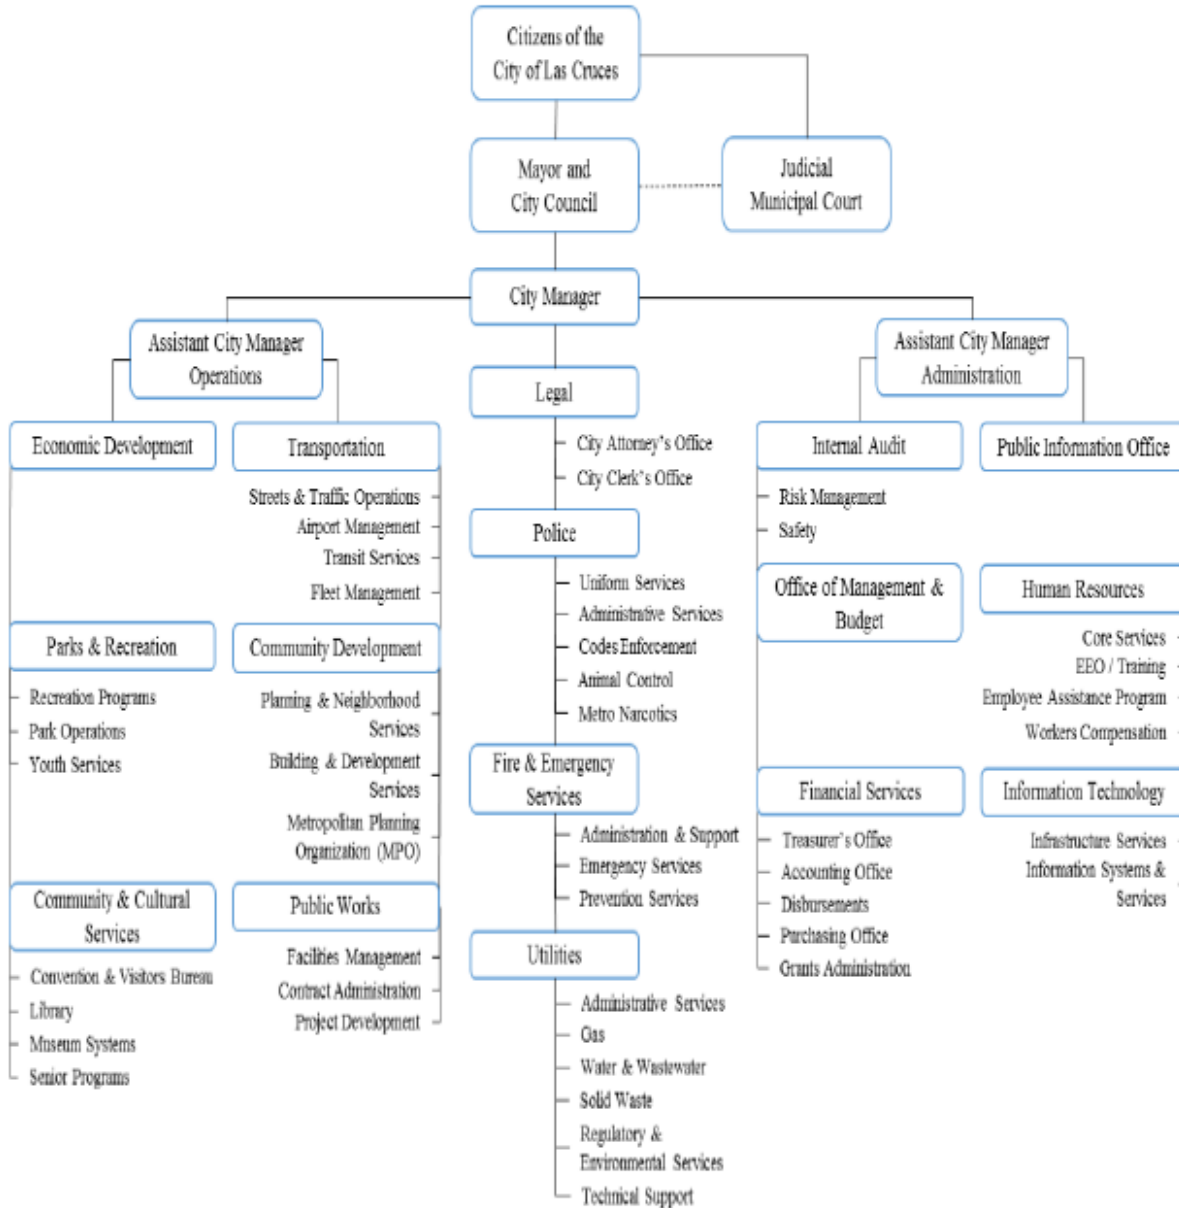 Citizens of the
City of Las Cruces
Mayor and
City Council
Judicial
Municipal Court
City Manager
Assistant City Manager
Operations
Assistant City Manager
Administration
Economic Development
Parks & Recreation
Recreation Programs
Park Operations
Youth Services
Community & Cultural
Services
Convention & Visitors Bureau
Library
Museum Systems
Senior Programs
Transportation
Streets & Traffic Operations
Airport Management
Transit Services
Fleet Management
Community Development
Planning & Neighborhood
Services
Building & Development
Services
Metropolitan Planning
Organization (MPO)
Public Works
Facilities Management
Contract Administration
Project Development
Legal
City Attorney's Office
City Clerk's Office
Police
Uniform Services
Administrative Services
Codes Enforcement
Animal Control
Metro Narcotics
Fire & Emergency
Services
Administration & Support
Emergency Services
Prevention Services
Utilities
Administrative Services
Gas
Water & Wastewater
Solid Waste
Regulatory &
Environmental Services
Technical Support
Internal Audit
Risk Management
Safety
Office of Management &
Budget
Financial Services
Treasurer's Office
Accounting Office
Disbursements
Purchasing Office
Grants Administration
Public Information Office
Human Resources
Core Services
EEO / Training
Employee Assistance Program
Workers Compensation
Information Technology
Infrastructure Services
Information Systems &
Services